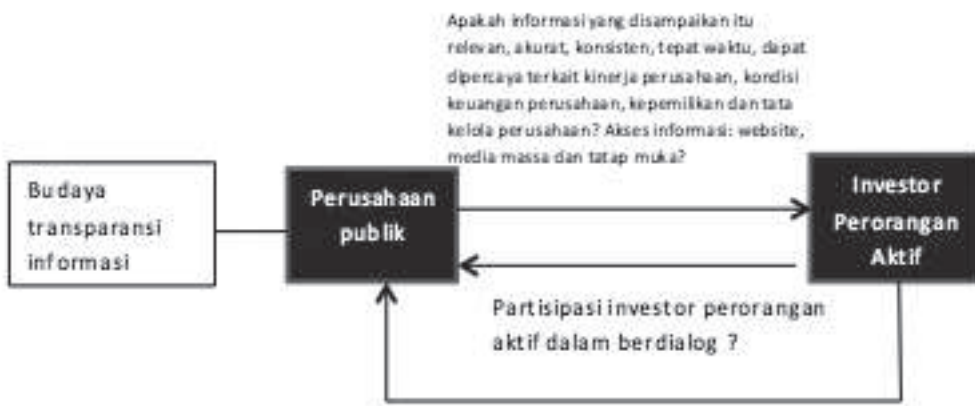 Apakah informasi yang disampaikan itu
relevan, akurat, konsisten, tepat waktu, dapat
dipercaya terkait kinerja perusahaan, kondisi
keuangan perusahaan, kepemilikan dan tata
kelola perusahaan? Akses informasi: website,
media massa dan tatap muka?
Budaya
transparansi
informasi
Perusahaan
publik
Investor
Perorangan
Aktif
Partisipasi investor perorangan
aktif dalam berdialog ?